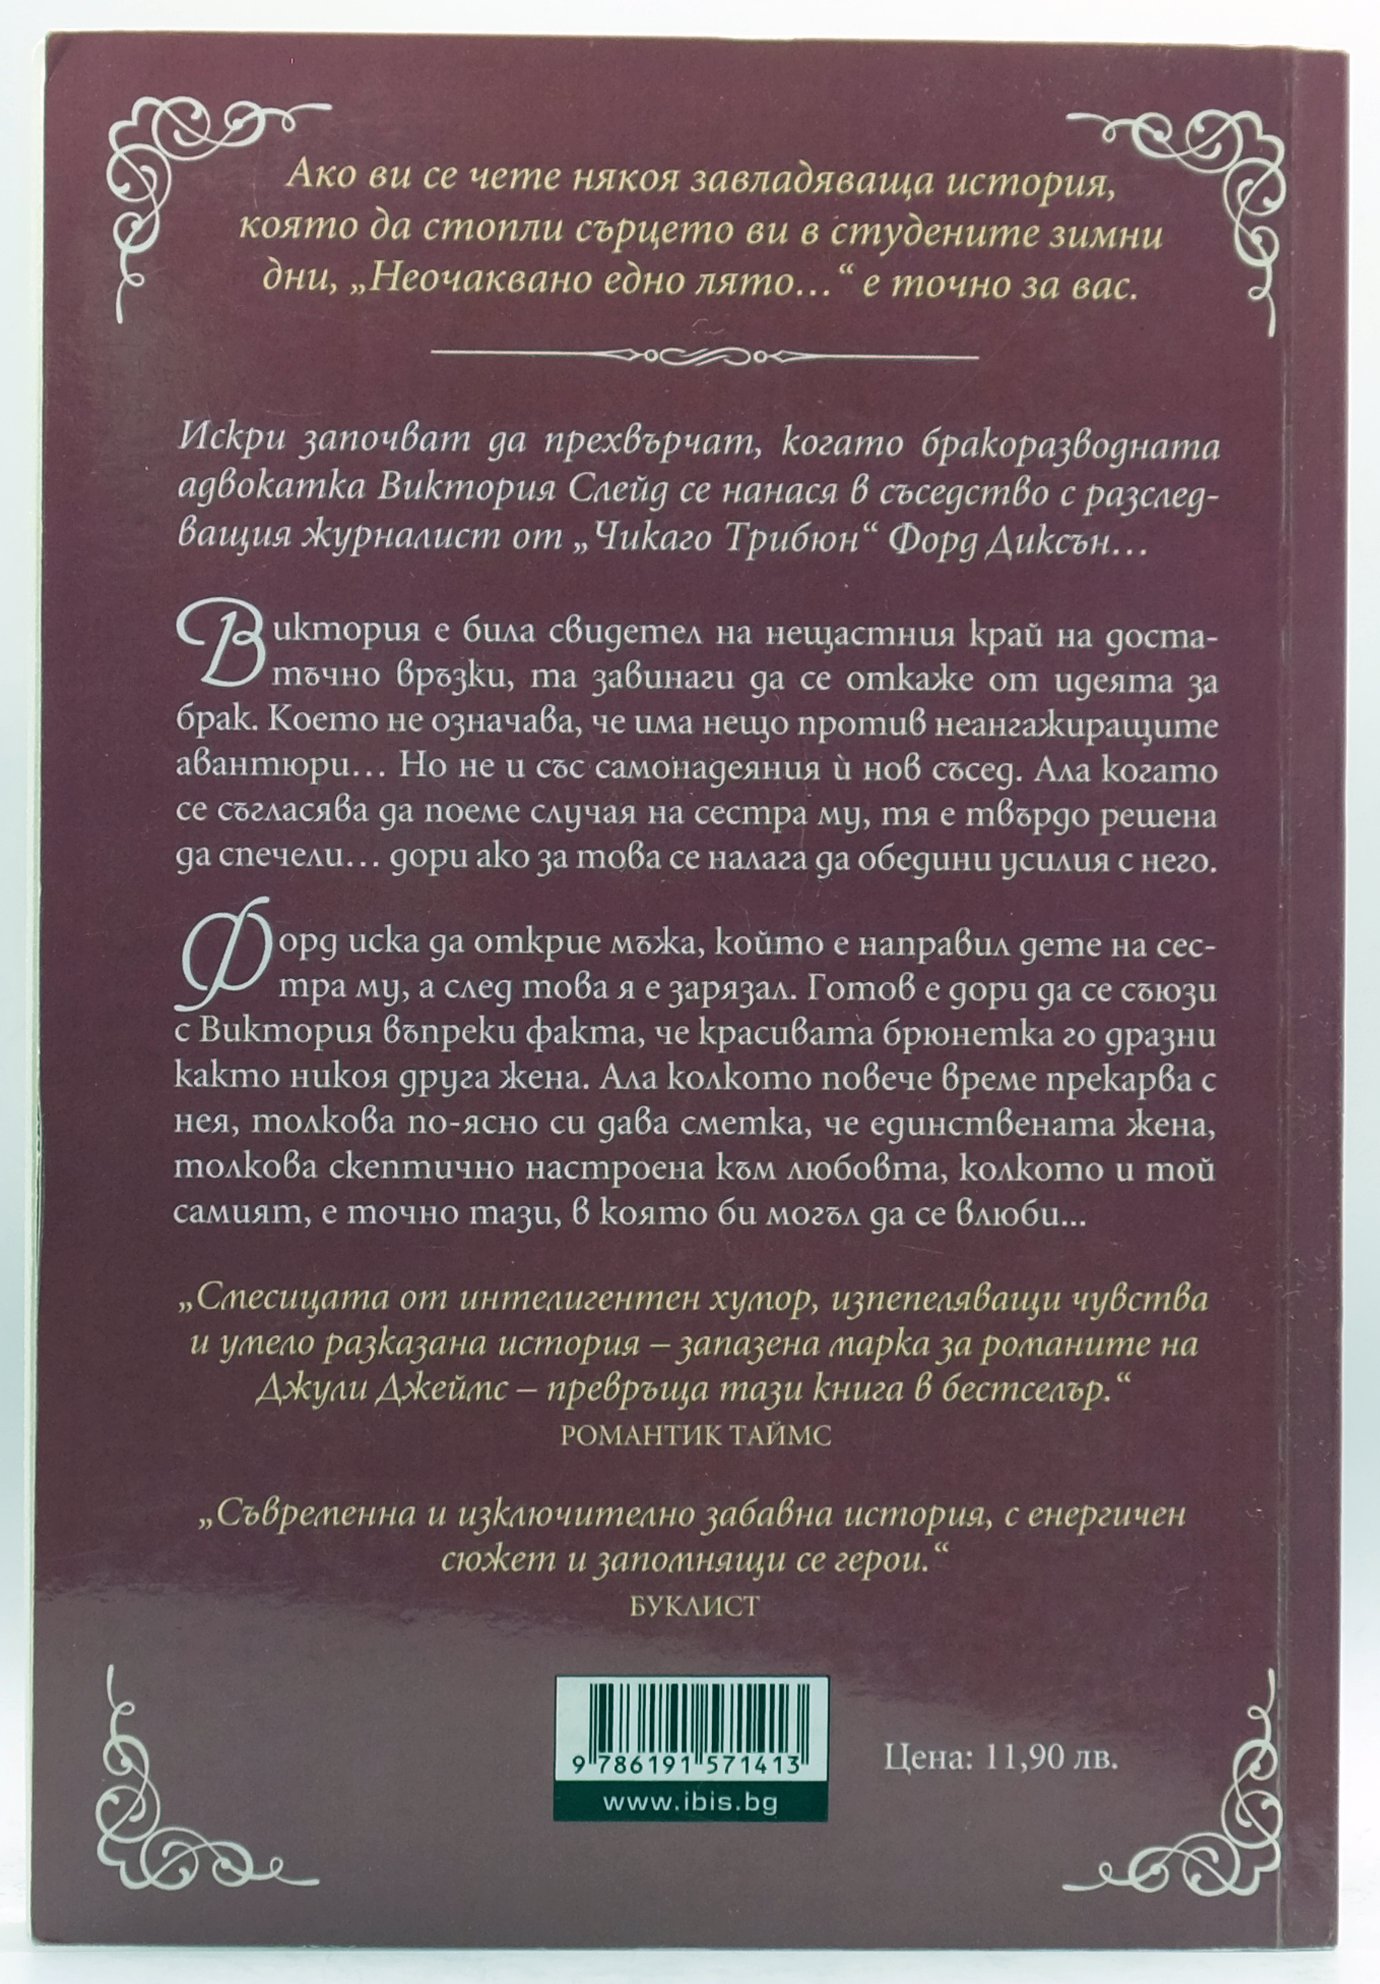 Ако ви се чете някоя завладяваща история,
която да стопли сърцето ви в студените зимни
дни, „Неочаквано едно лято...“ е точно за вас.
Искри започват да прехвърчат, когато бракоразводната
адвокатка Виктория Слейд се нанася в съседство с разслед-
ващия журналист от „Чикаго Трибюн“ Форд Диксън...
Виктория е била свидетел на нещастния край на доста-
тъчно връзки, та завинаги да се откаже от идеята за
брак. Което не означава, че има нещо против неангажиращите
авантюри... Но не и със самонадеяния ѝ нов съсед. Ала когато
се съгласява да поеме случая на сестра му, тя е твърдо решена
да спечели... дори ако за това се налага да обедини усилия с него.
Форд иска да открие мъжа, който е направил дете на сес-
тра му, а след това я е зарязал. Готов е дори да се съюзи
с Виктория въпреки факта, че красивата брюнетка го дразни
както никоя друга жена. Ала колкото повече време прекарва с
нея, толкова по-ясно си дава сметка, че единствената жена,
толкова скептично настроена към любовта, колкото и той
самият, е точно тази, в която би могъл да се влюби...
„Смесицата от интелигентен хумор, изпепеляващи чувства
и умело разказана история – запазена марка за романите на
Джули Джеймс – превръща тази книга в бестселър.“
РОМАНТИК ТАЙМС
„Съвременна и изключително забавна история, с енергичен
сюжет и запомнящи се герои.“
БУКЛИСТ
9 786191 571413
www.ibis.bg
Цена: 11,90 лв.